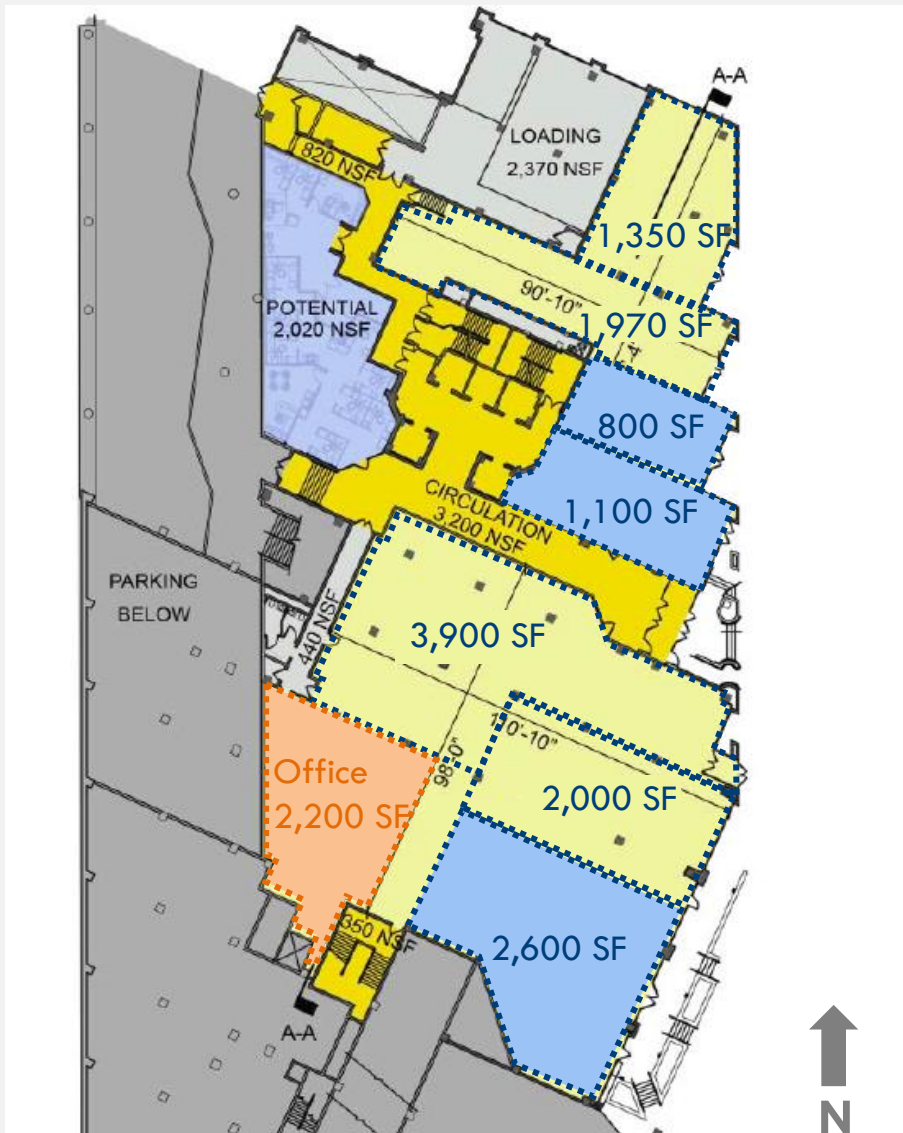 A-A
LOADING
2,370 NSF
820 NSF
1,350 SF
90'-10"
POTENTIAL
2,020 NSF
1,970 SF
800 SF
CIRCULATION
3,200 NSF
1,100 SF
PARKING
BELOW
440 NSF
3,900 SF
110'-10"
98'-0"
Office
2,200 SF
2,000 SF
350 NSF
2,600 SF
A-A
N